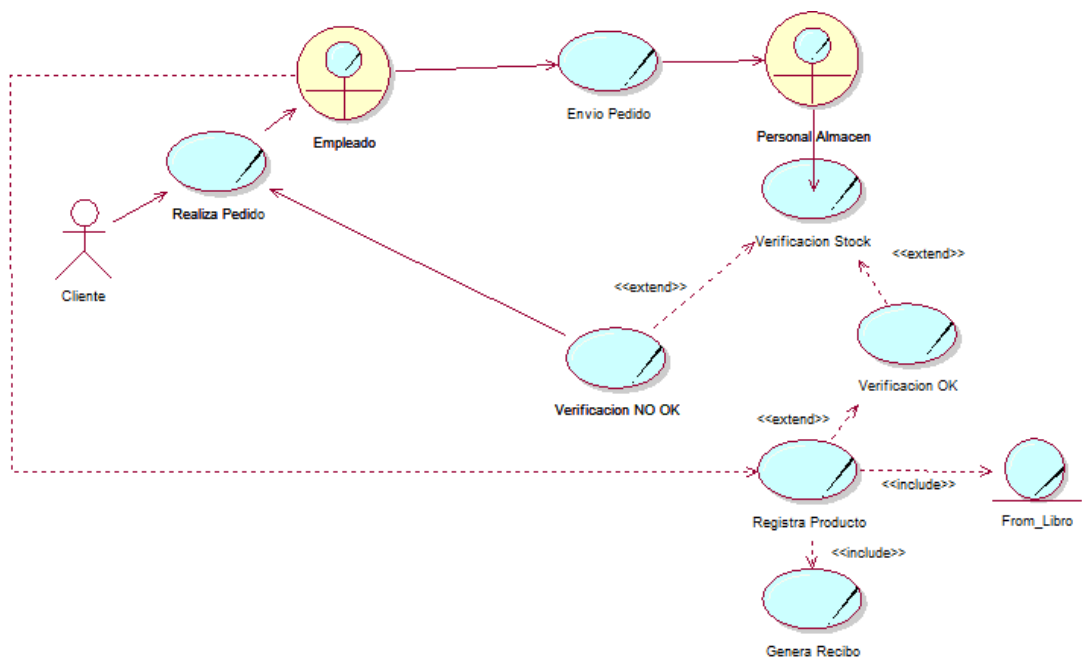 Envio Pedido
Empleado
Personal Almacen
Realiza Pedido
Verificacion Stock
<<extend>>
<<extend>>
Cliente
Verificacion OK
Verificacion NO OK
<<extend>>
<<include>>
Registra Producto
From_Libro
<<include>>
Genera Recibo